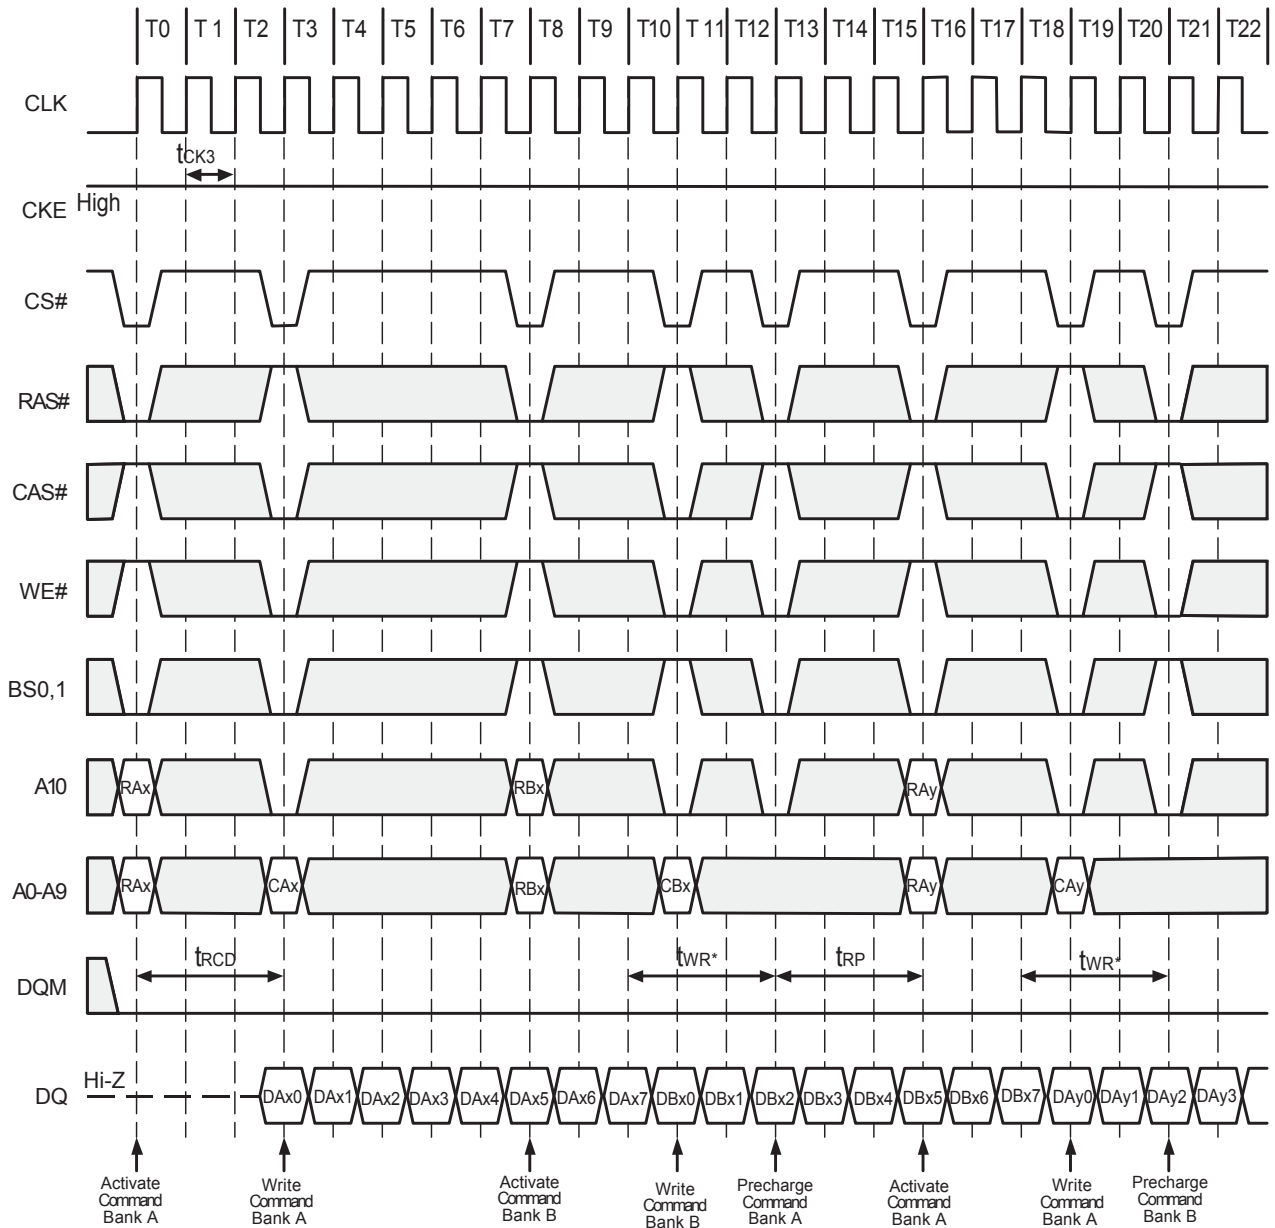 T0 T 1 T2 T3 T4 T5 T6 T7 T8 T9 T10 T 11 T12 T13 T14 T15 T16 T17 T18 T19 T20 T21 T22
CLK
tCK3
CKE High
CS#
RAS#
CAS#
WE#
BS0,1
A10 RAx RBx RAy
A0-A9 RAx CAx RBx CBx RAy CAy
tRCD tWR* tRP tWR*
DQM
Hi-Z
DQ DAx0 DAx1 DAx2 DAx3 DAx4 DAx5 DAx6 DAx7 DBx0 DBx1 DBx2 DBx3 DBx4 DBx5 DBx6 DBx7 DAy0 DAy1 DAy2 DAy3
Activate
Command
Bank A
Write
Command
Bank A
Activate
Command
Bank B
Write
Command
Bank B
Precharge
Command
Bank A
Activate
Command
Bank A
Write
Command
Bank A
Precharge
Command
Bank B